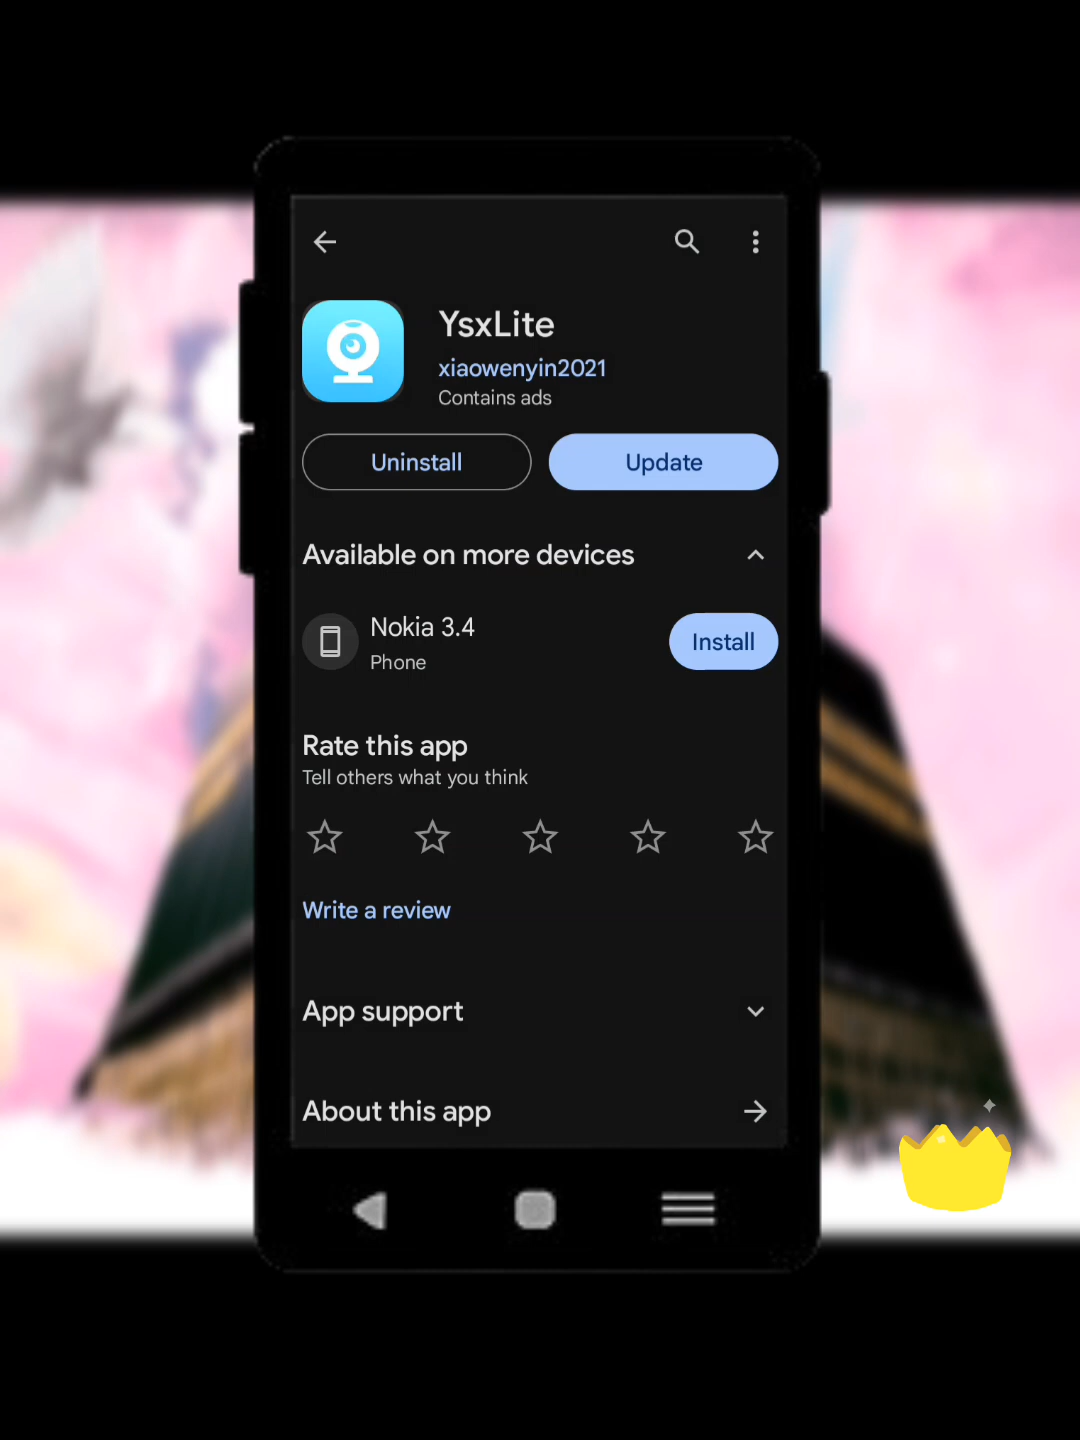 YsxLite
xiaowenyin2021
Contains ads
Uninstall
Update
Available on more devices
Nokia 3.4
Phone
Install
Rate this app
Tell others what you think
Write a review
App support
About this app